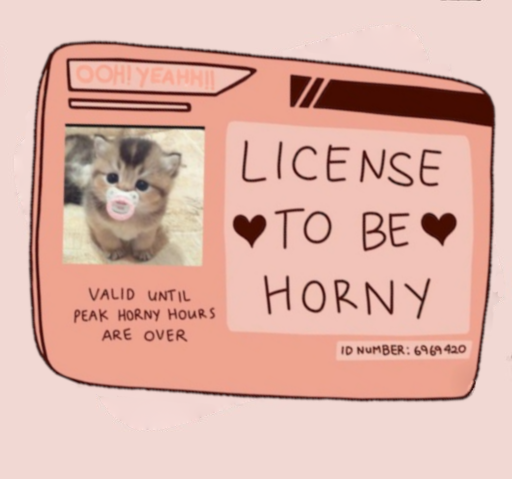 OOH! YEAHH!!
LICENSE
TO BE
HORNY
VALID UNTIL
PEAK HORNY HOURS
ARE OVER
ID NUMBER: 6969420